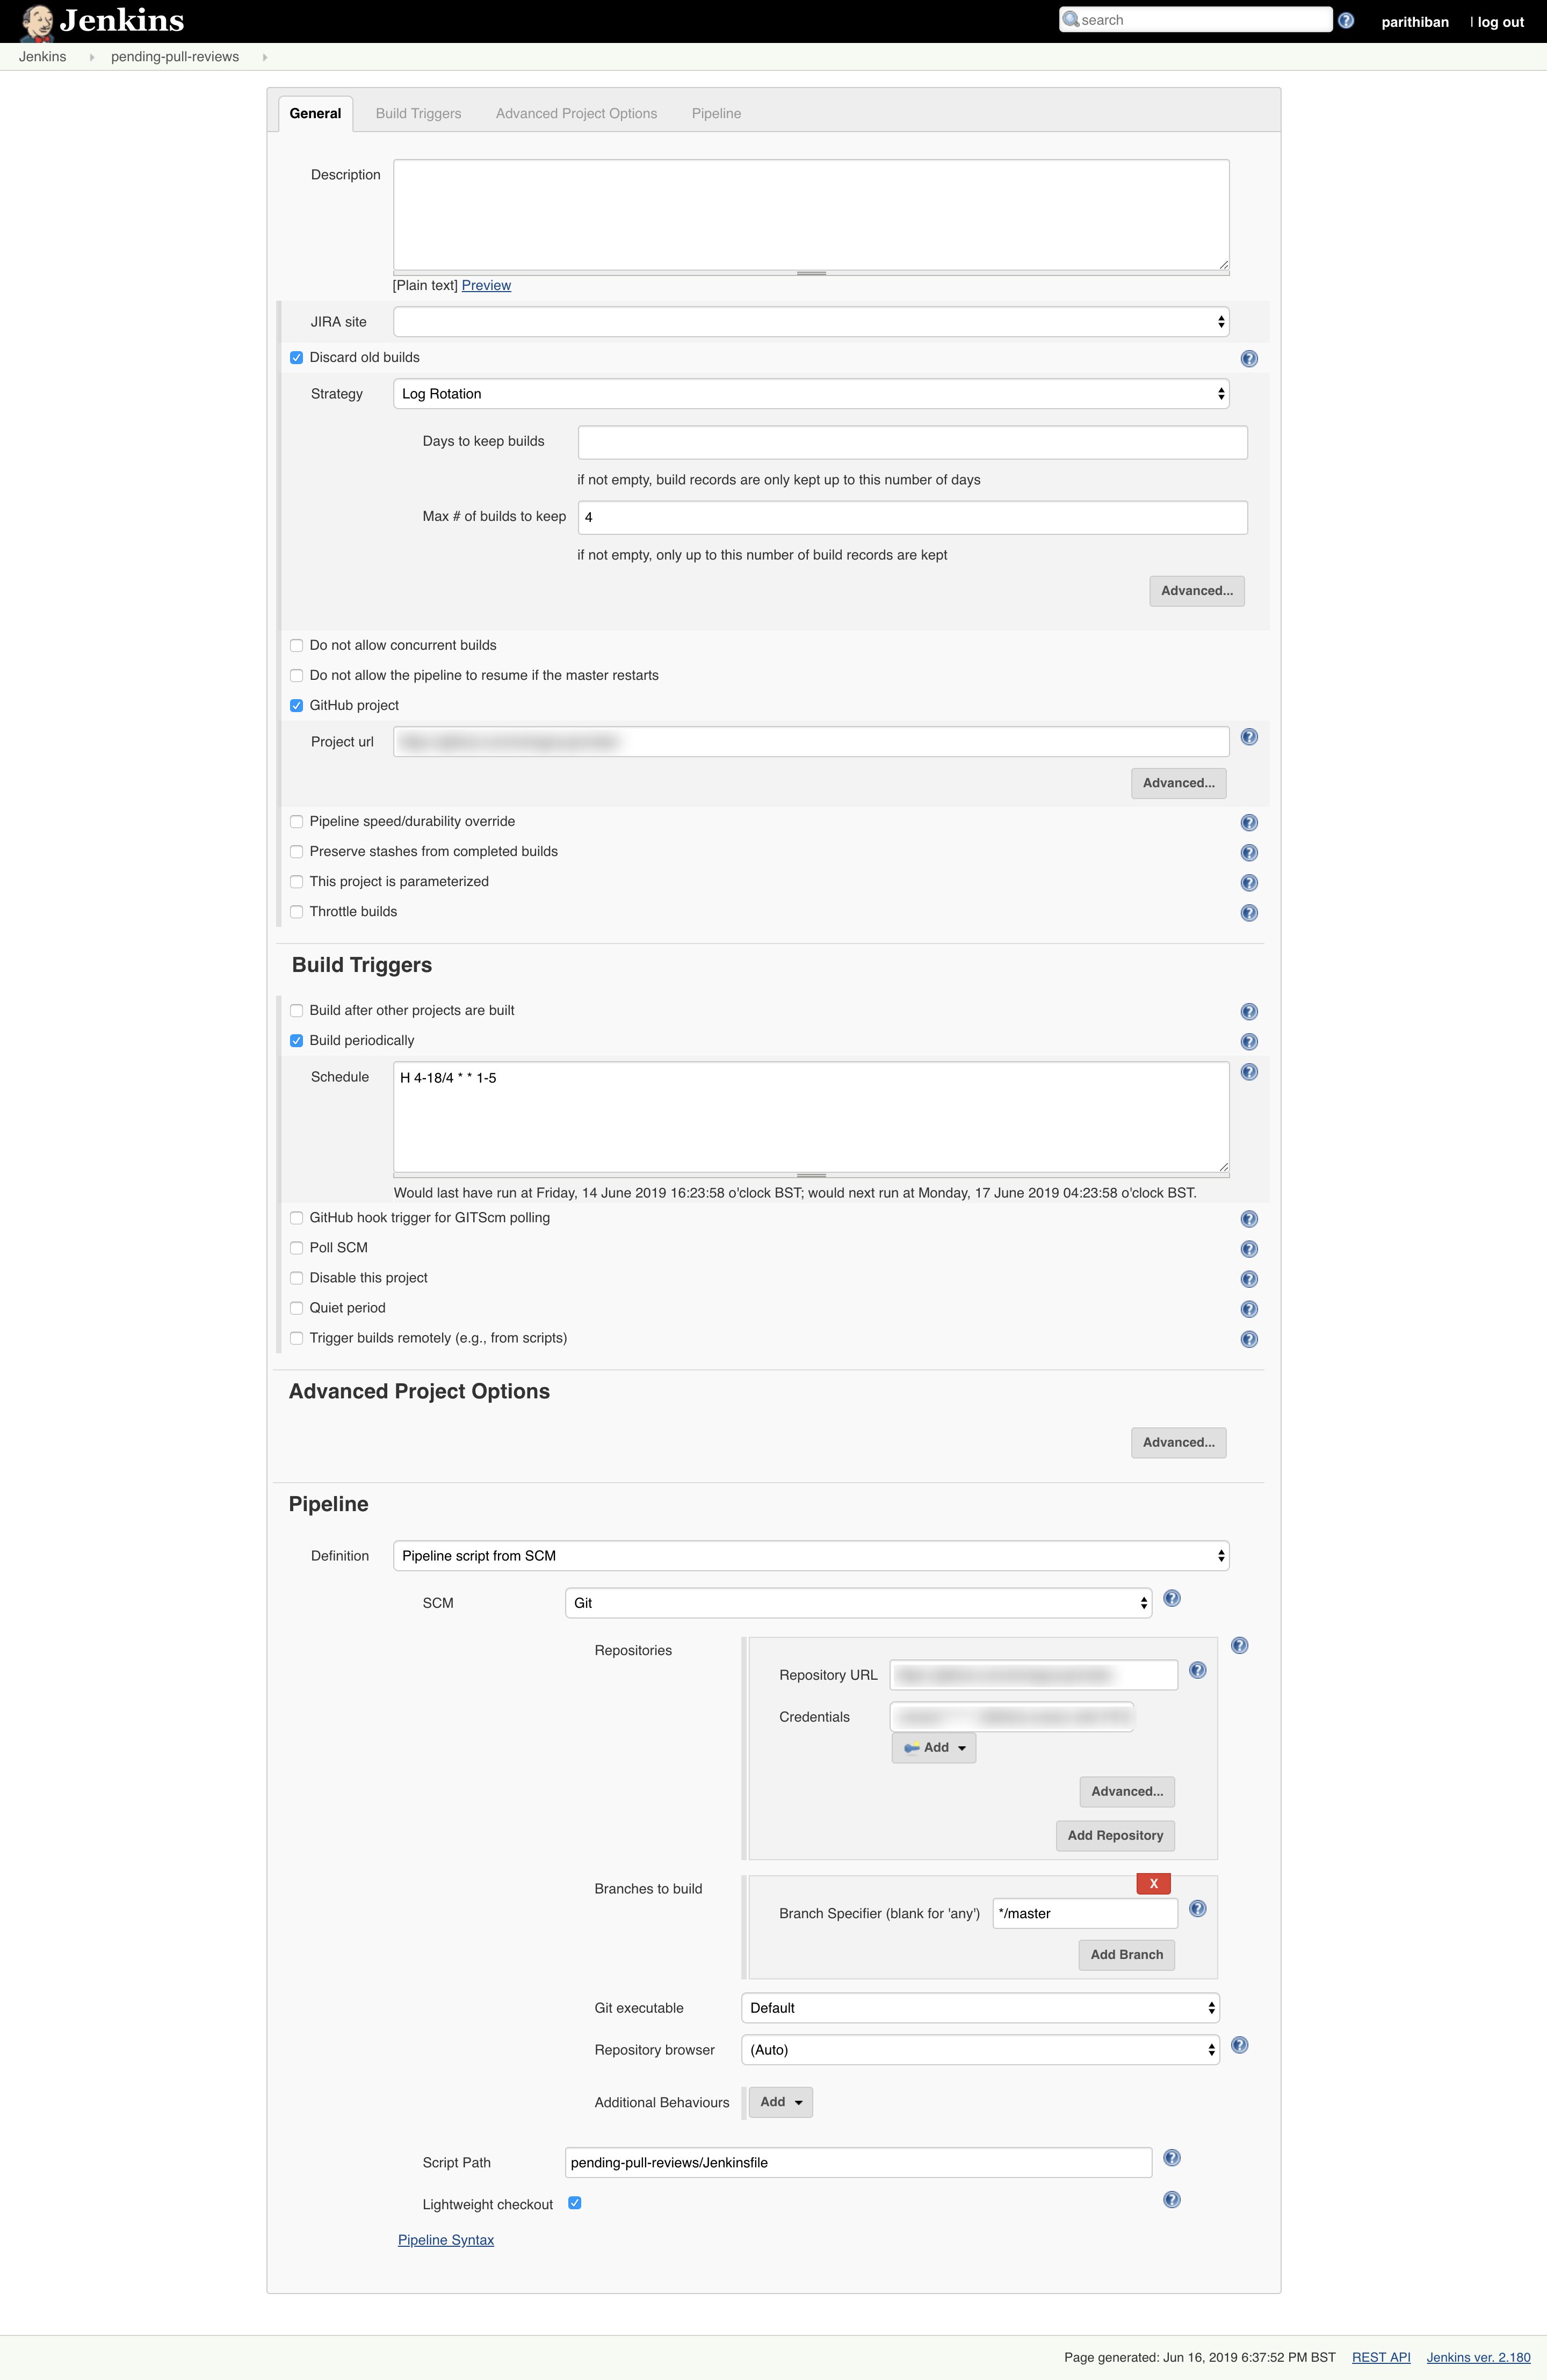 Jenkins
search
parithiban
| log out
Jenkins
pending-pull-reviews
General
Build Triggers
Advanced Project Options
Pipeline
Description
[Plain text] Preview
JIRA site
Discard old builds
Strategy
Log Rotation
Days to keep builds
if not empty, build records are only kept up to this number of days
Max # of builds to keep
4
if not empty, only up to this number of build records are kept
Advanced...
Do not allow concurrent builds
Do not allow the pipeline to resume if the master restarts
GitHub project
Project url
Advanced...
Pipeline speed/durability override
Preserve stashes from completed builds
This project is parameterized
Throttle builds
Build Triggers
Build after other projects are built
Build periodically
Schedule
H 4-18/4 * * 1-5
Would last have run at Friday, 14 June 2019 16:23:58 o'clock BST; would next run at Monday, 17 June 2019 04:23:58 o'clock BST.
GitHub hook trigger for GITScm polling
Poll SCM
Disable this project
Quiet period
Trigger builds remotely (e.g., from scripts)
Advanced Project Options
Advanced...
Pipeline
Definition
Pipeline script from SCM
SCM
Git
Repositories
Repository URL
Credentials
Add
Advanced...
Add Repository
Branches to build
X
Branch Specifier (blank for 'any')
*/master
Add Branch
Git executable
Default
Repository browser
(Auto)
Additional Behaviours
Add
Script Path
pending-pull-reviews/Jenkinsfile
Lightweight checkout
Pipeline Syntax
Page generated: Jun 16, 2019 6:37:52 PM BST
REST API
Jenkins ver. 2.180